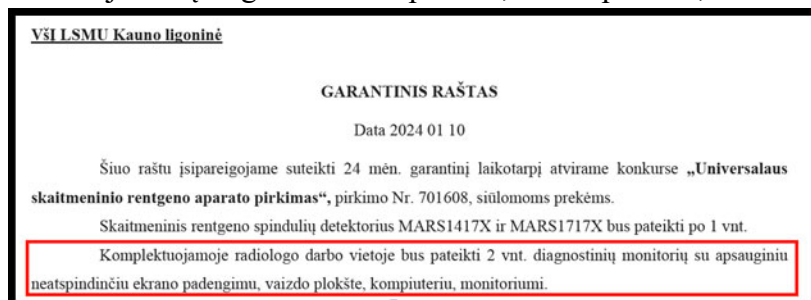 VšĮ LSMU Kauno ligoninė
GARANTINIS RAŠTAS
Data 2024 01 10
Šiuo raštu įsipareigojame suteikti 24 mėn. garantinį laikotarpį atvirame konkurse „Universalaus
skaitmeninio rentgeno aparato pirkimas“, pirkimo Nr. 701608, siūlomoms prekėms.
Skaitmeninis rentgeno spindulių detektorius MARS1417X ir MARS1717X bus pateikti po 1 vnt.
Komplektuojamoje radiologo darbo vietoje bus pateikti 2 vnt. diagnostinių monitorių su apsauginiu
neatspindinčiu ekrano padengimu, vaizdo plokšte, kompiuteriu, monitoriumi.